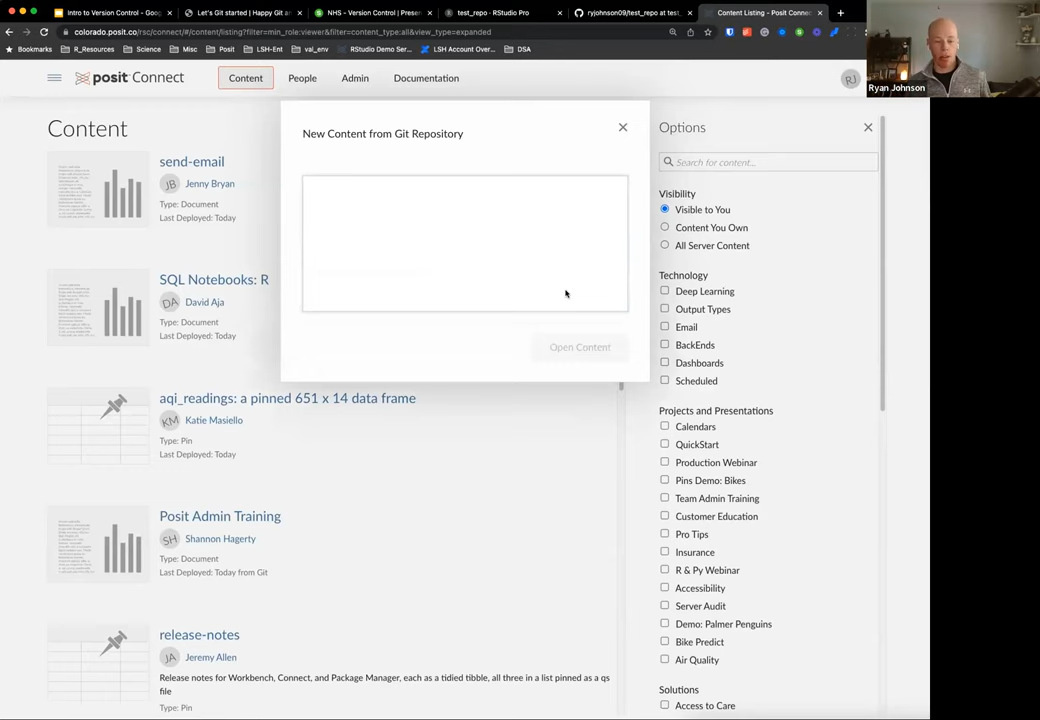 Intro to Version Control - Goog
Let's Git started | Happy Git an
NHS - Version Control | Presen
test_repo - RStudio Pro
ryjohnson09/test_repo at test_
Content Listing - Posit Connec
colorado.posit.co/rsc/connect/#/content/listing?filter=min_role:viewer&filter=content_type:all&view_type=expanded
Bookmarks
R_Resources
Science
Misc
Posit
LSH-Ent
val_env
RStudio Demo Ser...
LSH Account Over...
DSA
Ryan Johnson
posit Connect
Content
People
Admin
Documentation
RJ
Content
send-email
JB
Jenny Bryan
Type: Document
Last Deployed: Today
SQL Notebooks: R
DA
David Aja
Type: Document
Last Deployed: Today
aqi_readings: a pinned 651 x 14 data frame
KM
Katie Masiello
Type: Pin
Last Deployed: Today
Posit Admin Training
SH
Shannon Hagerty
Type: Document
Last Deployed: Today from Git
release-notes
JA
Jeremy Allen
Release notes for Workbench, Connect, and Package Manager, each as a tidied tibble, all three in a list pinned as a qs
file
Type: Pin
New Content from Git Repository
Open Content
Options
Search for content...
Visibility
Visible to You
Content You Own
All Server Content
Technology
Deep Learning
Output Types
Email
BackEnds
Dashboards
Scheduled
Projects and Presentations
Calendars
QuickStart
Production Webinar
Pins Demo: Bikes
Team Admin Training
Customer Education
Pro Tips
Insurance
R & Py Webinar
Accessibility
Server Audit
Demo: Palmer Penguins
Bike Predict
Air Quality
Solutions
Access to Care